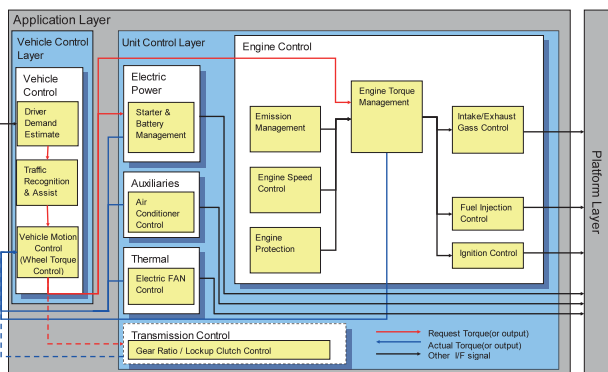 Application Layer
Vehicle Control
Layer
Vehicle
Control
Driver
Demand
Estimate
Traffic
Recognition
& Assist
Vehicle Motion
Control
(Wheel Torque
Control)
Unit Control Layer
Electric
Power
Starter &
Battery
Management
Auxiliaries
Air
Conditioner
Control
Thermal
Electric FAN
Control
Transmission Control
Gear Ratio / Lockup Clutch Control
Engine Control
Emission
Management
Engine Speed
Control
Engine
Protection
Engine Torque
Management
Intake/Exhaust
Gas Control
Fuel Injection
Control
Ignition Control
Platform Layer
Request Torque(or output)
Actual Torque(or output)
Other I/F signal